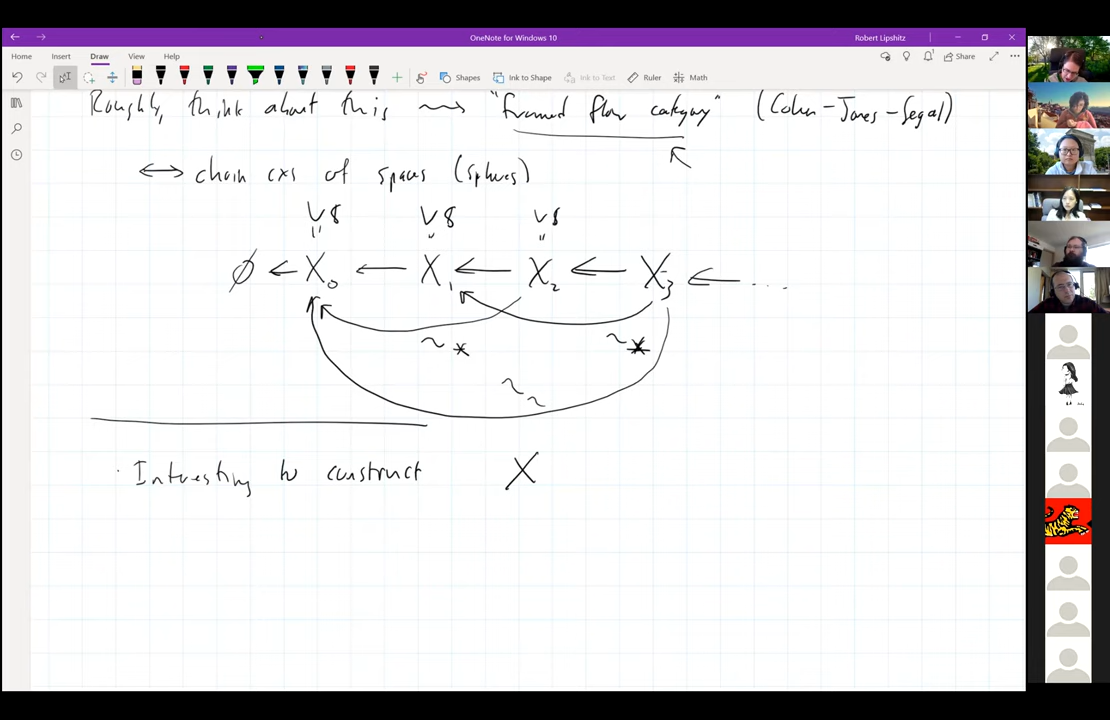 OneNote for Windows 10
Robert Lipshitz
Home Insert Draw View Help
Shapes Ink to Shape Ink to Text Ruler Math Share
Roughly, think about this ⇝ "framed flow category" (Cohen-Jones-Segal)
↔ chain cxs of spaces (spheres)
∨S ∨S ∨S
∅ ← X₀ ← X₁ ← X₂ ← X₃ ← ...
~ * ~ *
~ ~
· Interesting to construct X